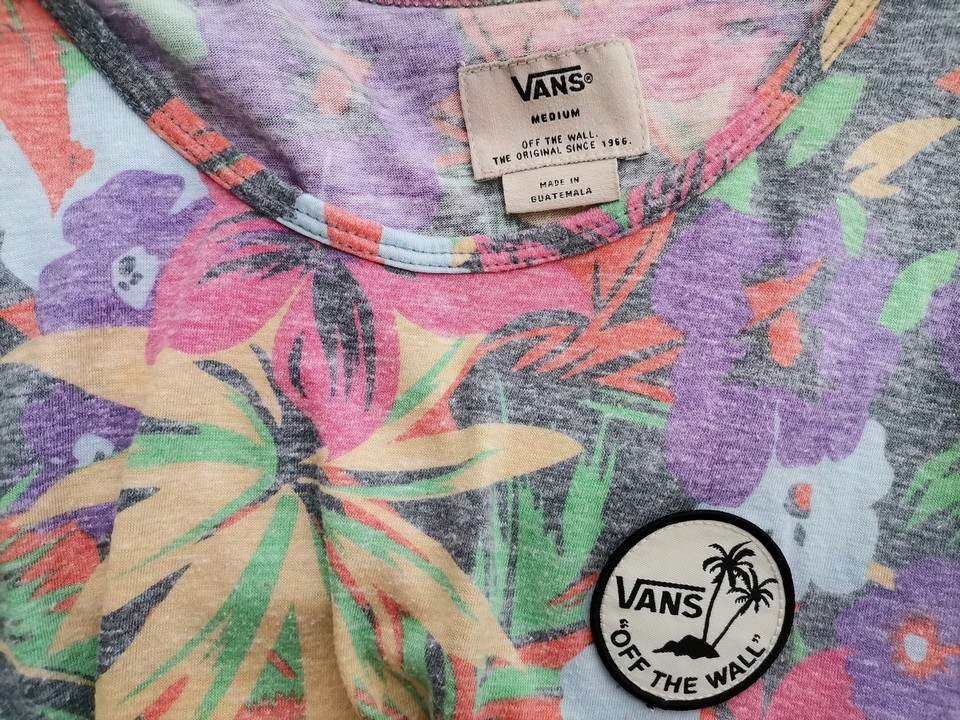 VANS®
MEDIUM
OFF THE WALL.
THE ORIGINAL SINCE 1966.
MADE IN
GUATEMALA
VANS
"OFF THE WALL"